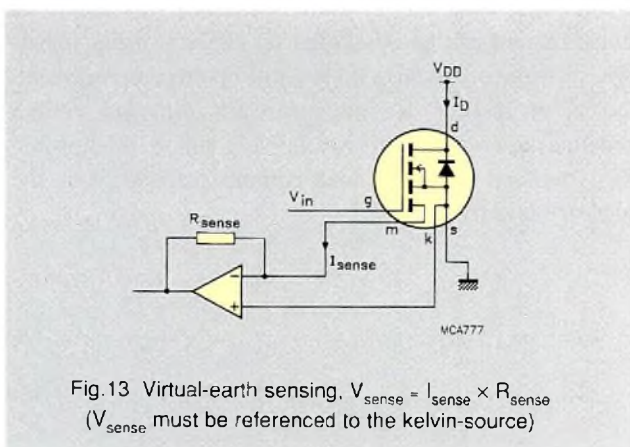 VDD
ID
d
Vin
g
Rsense
m
k
s
Isense
−
+
MCA777
Fig.13 Virtual-earth sensing, Vsense = Isense × Rsense
(Vsense must be referenced to the kelvin-source)